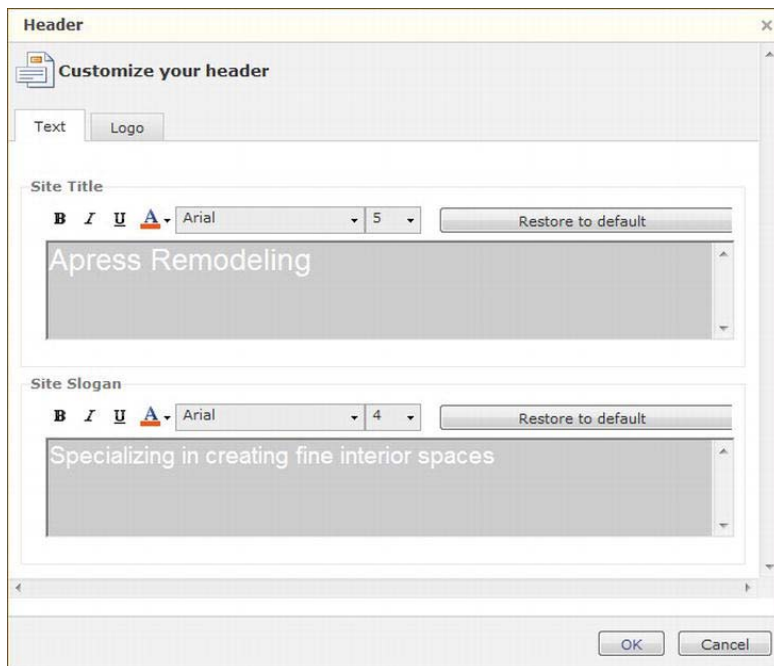 Header
Customize your header
Text Logo
Site Title
B I U A Arial 5 Restore to default
Apress Remodeling
Site Slogan
B I U A Arial 4 Restore to default
Specializing in creating fine interior spaces
OK Cancel